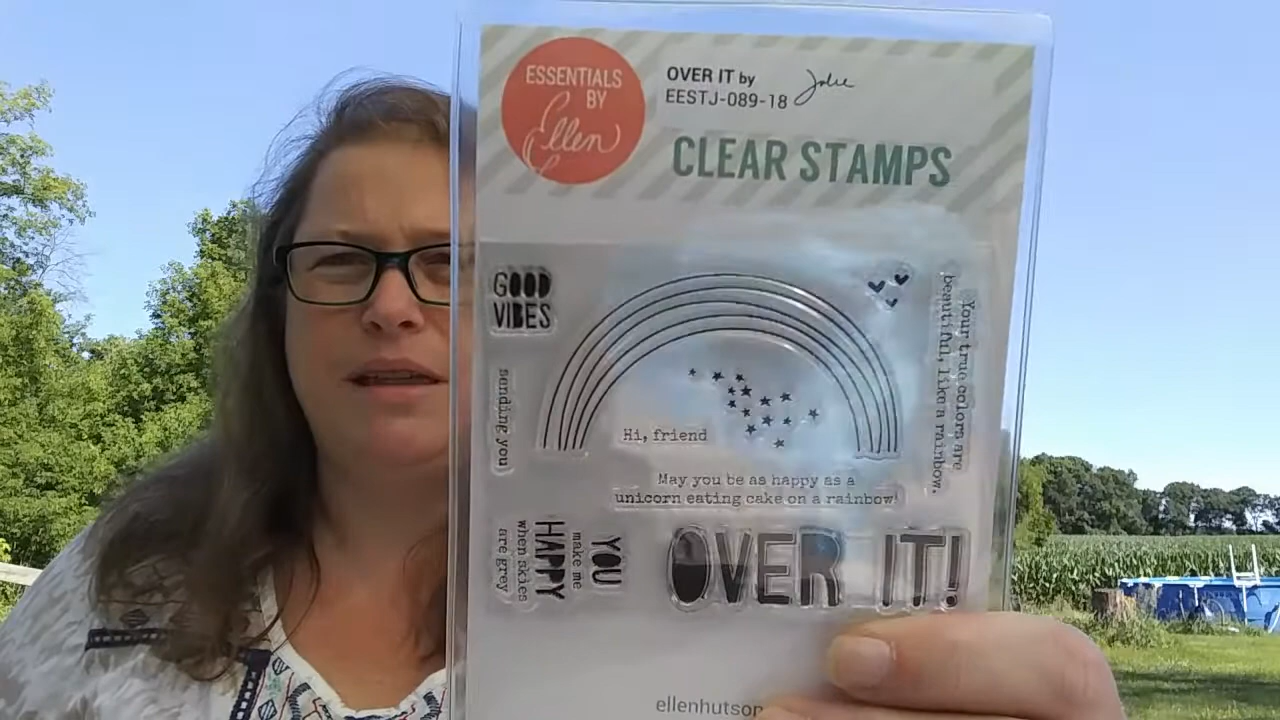 ESSENTIALS
BY
Ellen
OVER IT by Jolie
EESTJ-089-18
CLEAR STAMPS
GOOD
VIBES
Your true colors are
beautiful, like a rainbow.
sending you
Hi, friend
May you be as happy as a
unicorn eating cake on a rainbow!
YOU
make me
HAPPY
when skies
are grey
OVER IT!
ellenhutson